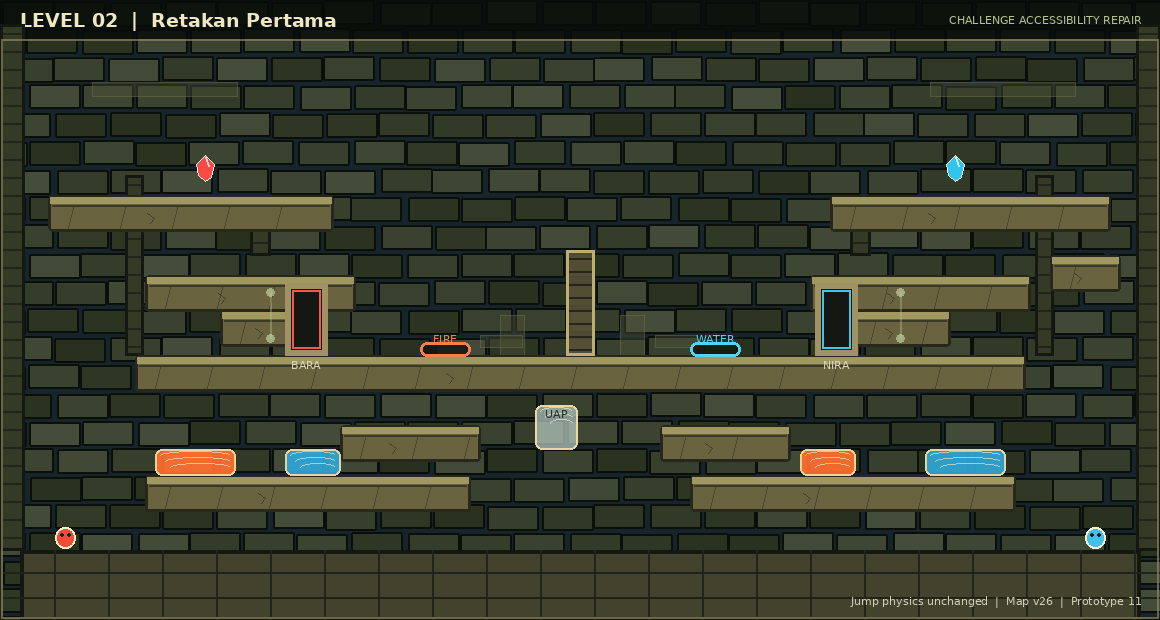 LEVEL 02 | Retakan Pertama
CHALLENGE ACCESSIBILITY REPAIR
FIRE
WATER
BARA
NIRA
UAP
Jump physics unchanged | Map v26 | Prototype 11